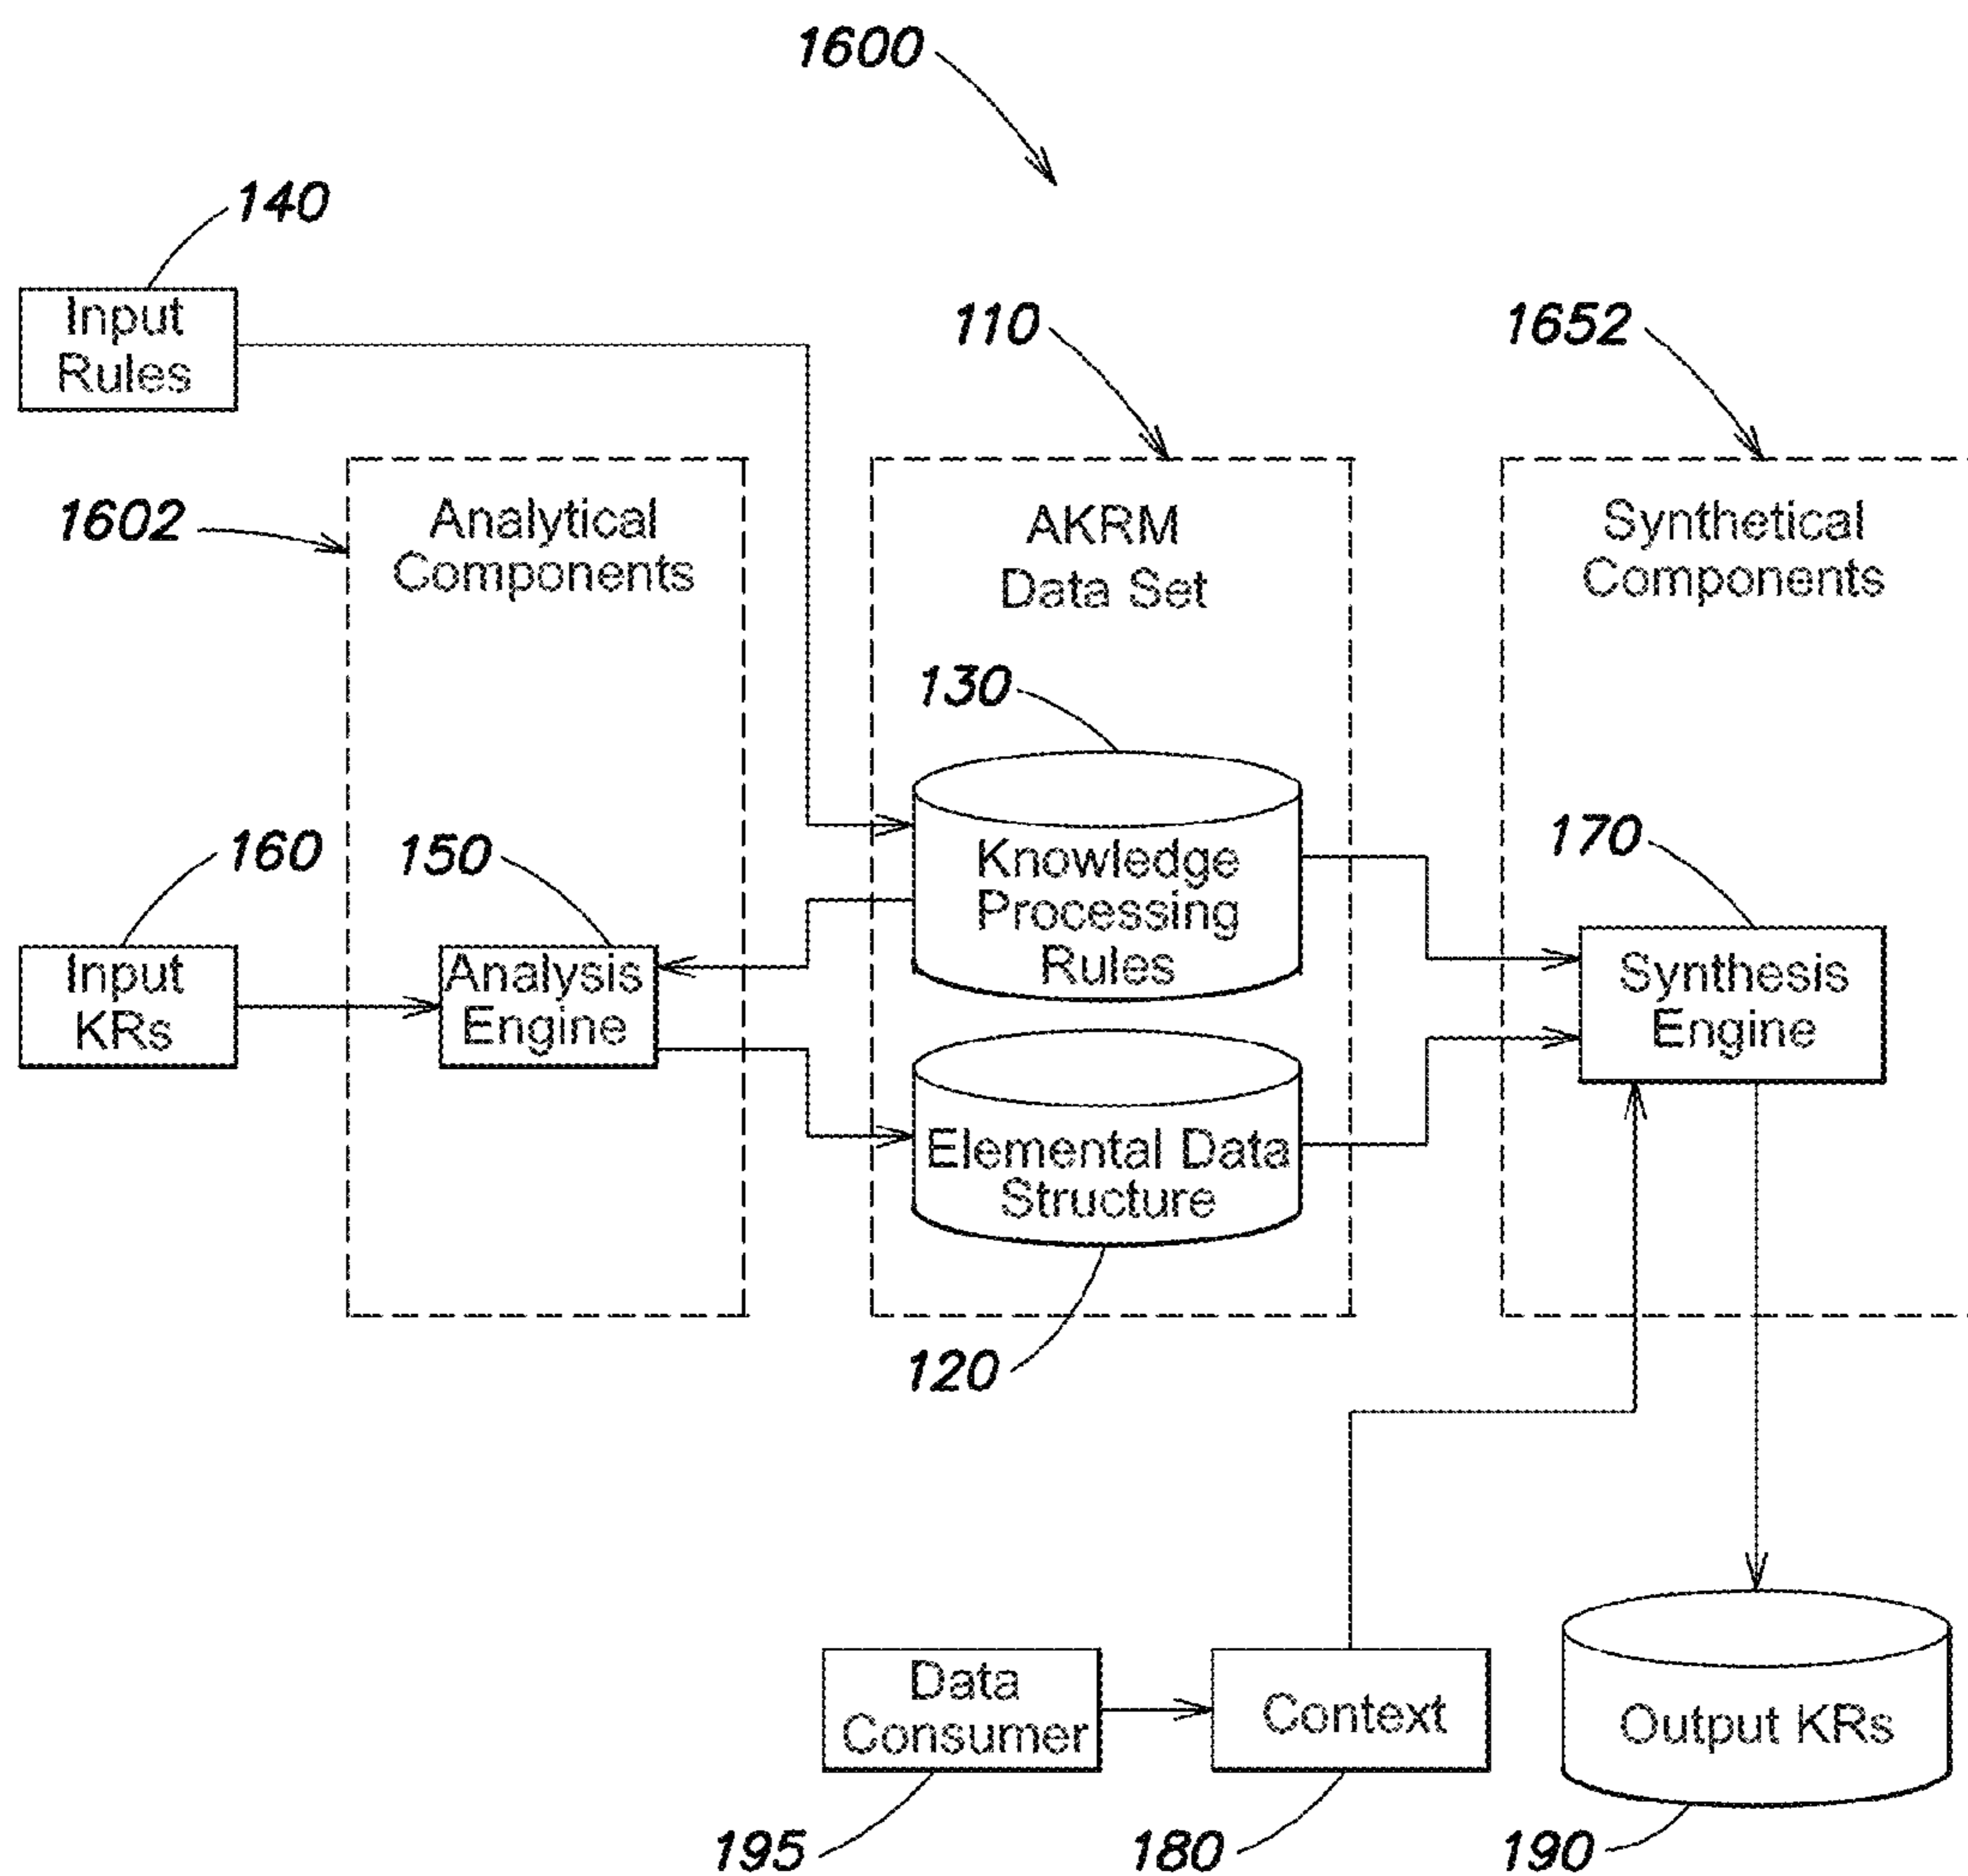 1600
140
Input
Rules
110
1652
1602
Analytical
Components
AKRM
Data Set
Synthetical
Components
130
160
150
170
Knowledge
Processing
Rules
Input
KRs
Analysis
Engine
Synthesis
Engine
Elemental Data
Structure
120
Data
Consumer
Context
Output KRs
195
180
190